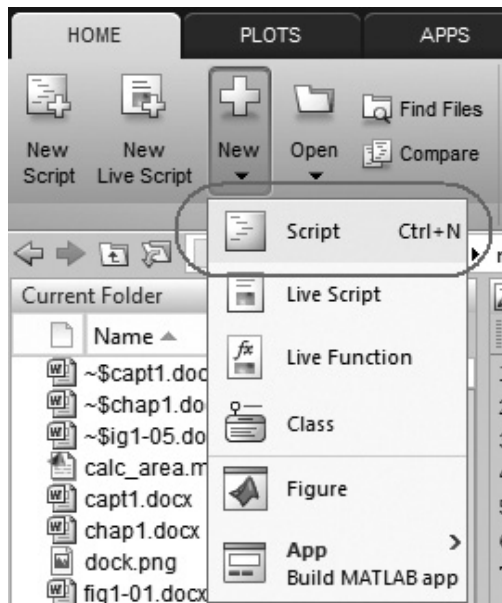 HOME PLOTS APPS
New Script
New Live Script
New
Open
Find Files
Compare
Script Ctrl+N
Live Script
Live Function
Class
Figure
App
Build MATLAB app
Current Folder
Name
~$capt1.doc
~$chap1.do
~$ig1-05.do
calc_area.m
capt1.docx
chap1.docx
dock.png
fig1-01.docx